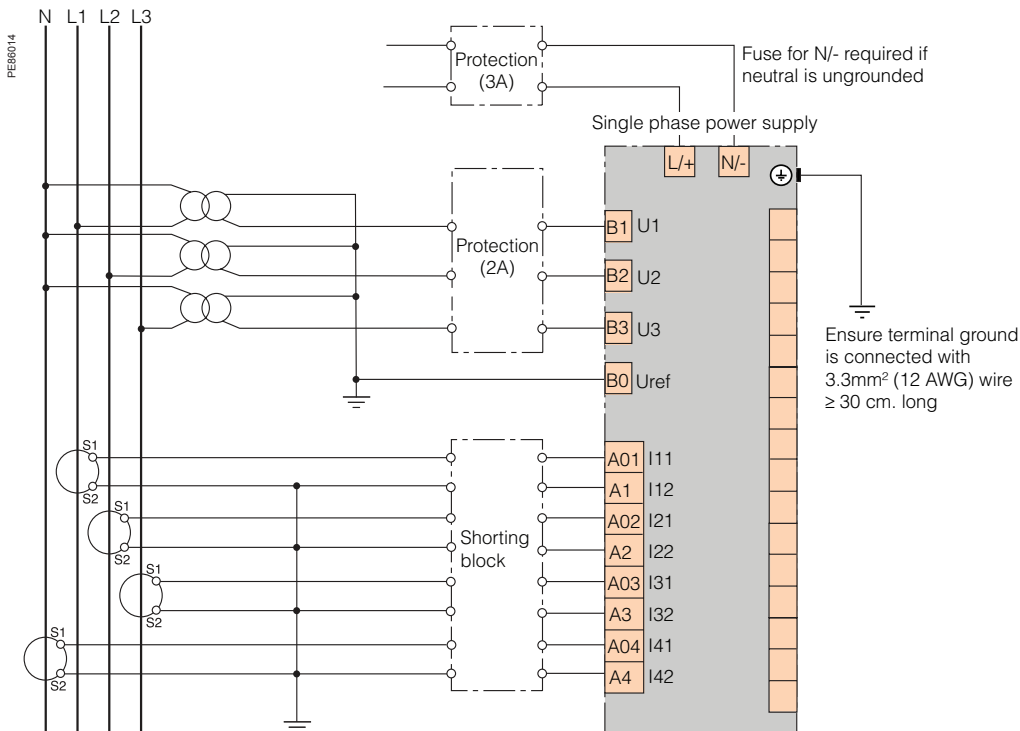 N L1 L2 L3
PE86014
Protection
(3A)
Fuse for N/- required if
neutral is ungrounded
Single phase power supply
L/+ N/-
Protection
(2A)
B1 U1
B2 U2
B3 U3
B0 Uref
Ensure terminal ground
is connected with
3.3mm² (12 AWG) wire
≥ 30 cm. long
S1
S2
S1
S2
S1
S2
S1
S2
Shorting
block
A01 I11
A1 I12
A02 I21
A2 I22
A03 I31
A3 I32
A04 I41
A4 I42